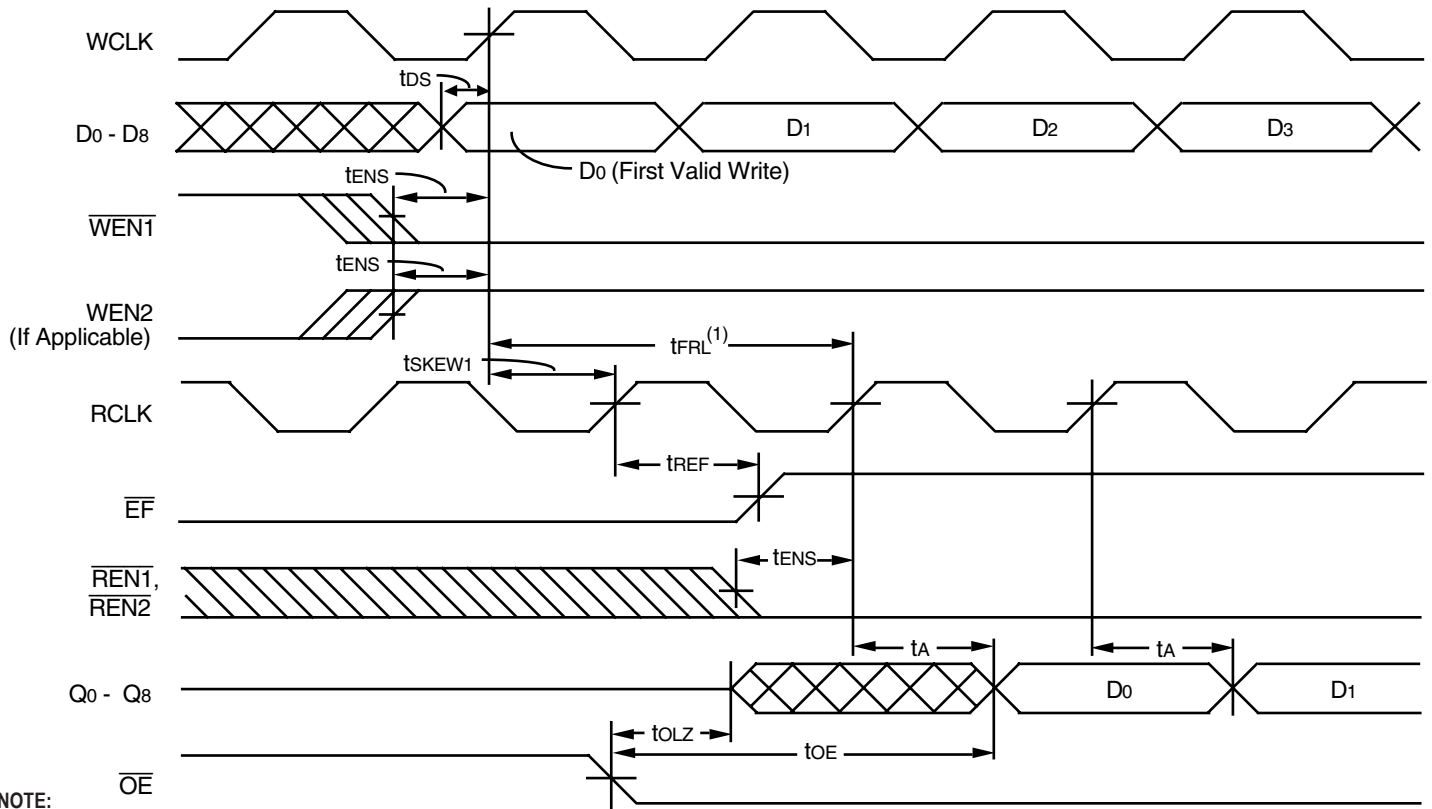 WCLK
tDS
D0 - D8
D1
D2
D3
D0 (First Valid Write)
tENS
WEN1
tENS
WEN2
(If Applicable)
tFRL(1)
tSKEW1
RCLK
tREF
EF
tENS
REN1,
REN2
tA
tA
Q0 - Q8
D0
D1
tOLZ
tOE
OE
NOTE: